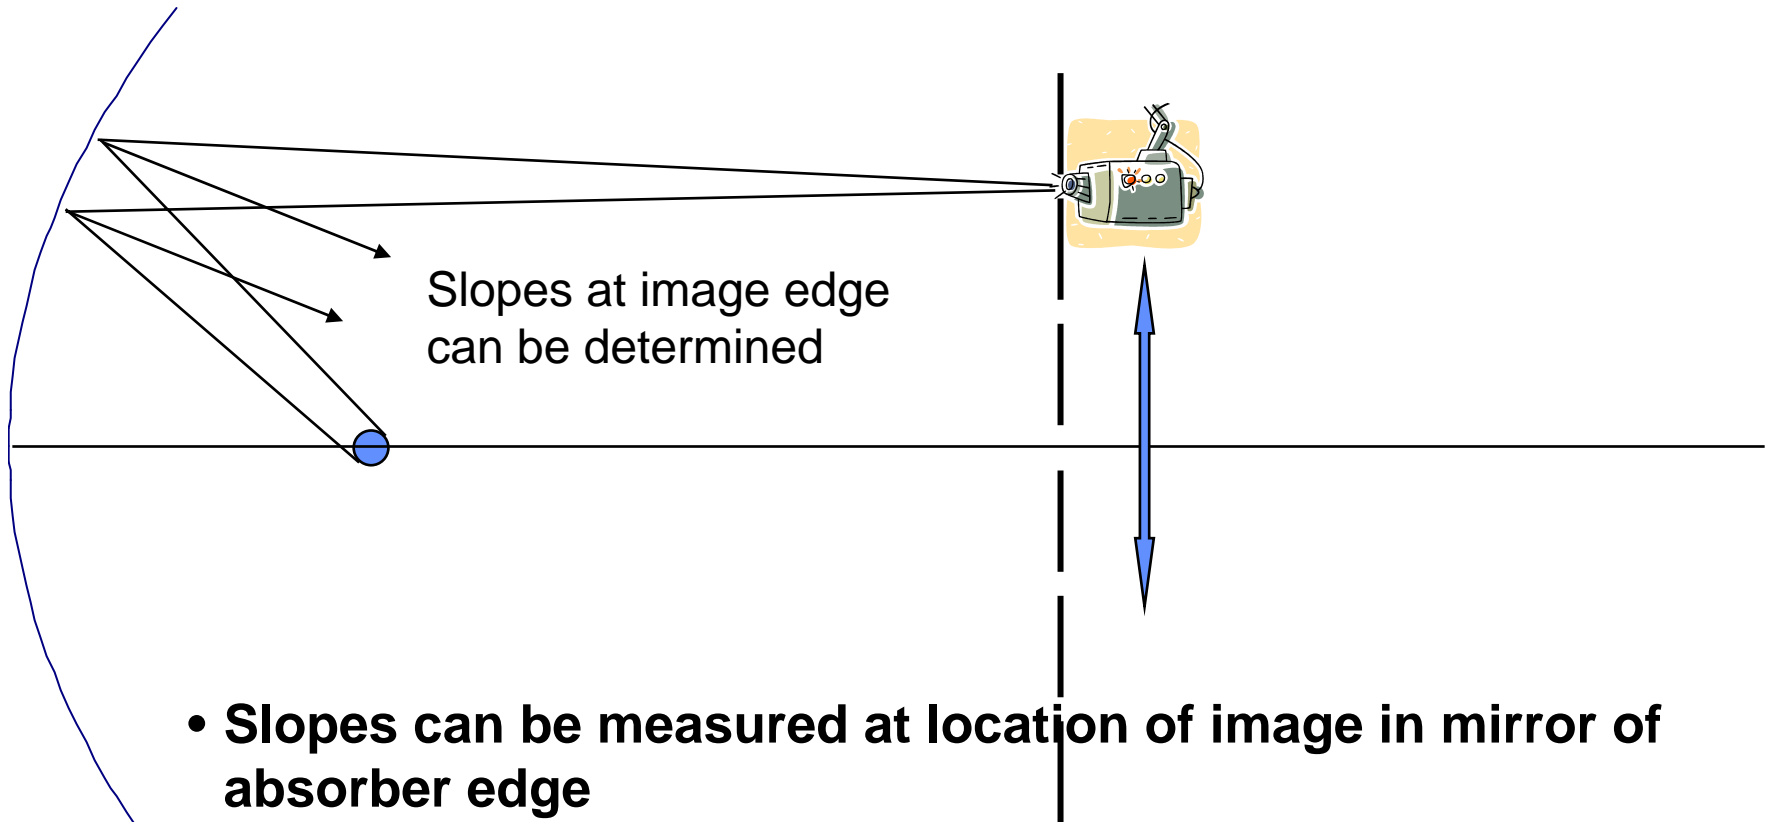 Slopes at image edge
can be determined
• Slopes can be measured at location of image in mirror of
absorber edge